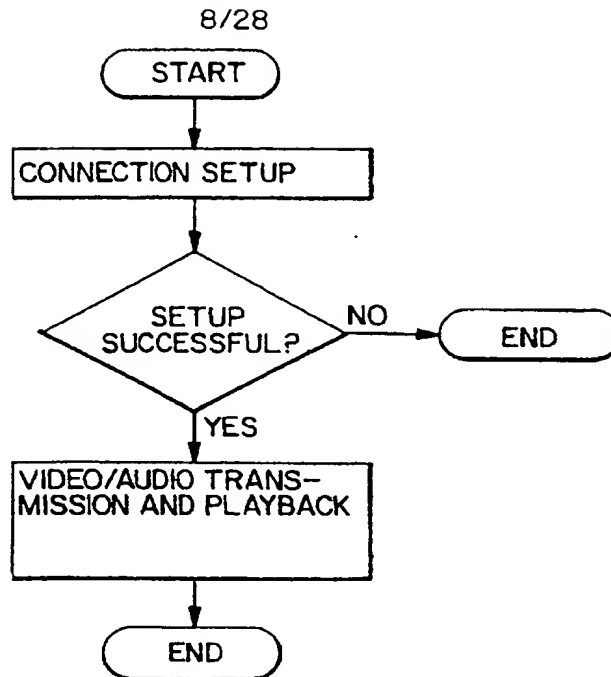 8/28
START
CONNECTION SETUP
SETUP
SUCCESSFUL?
NO
END
YES
VIDEO/AUDIO TRANS-
MISSION AND PLAYBACK
END